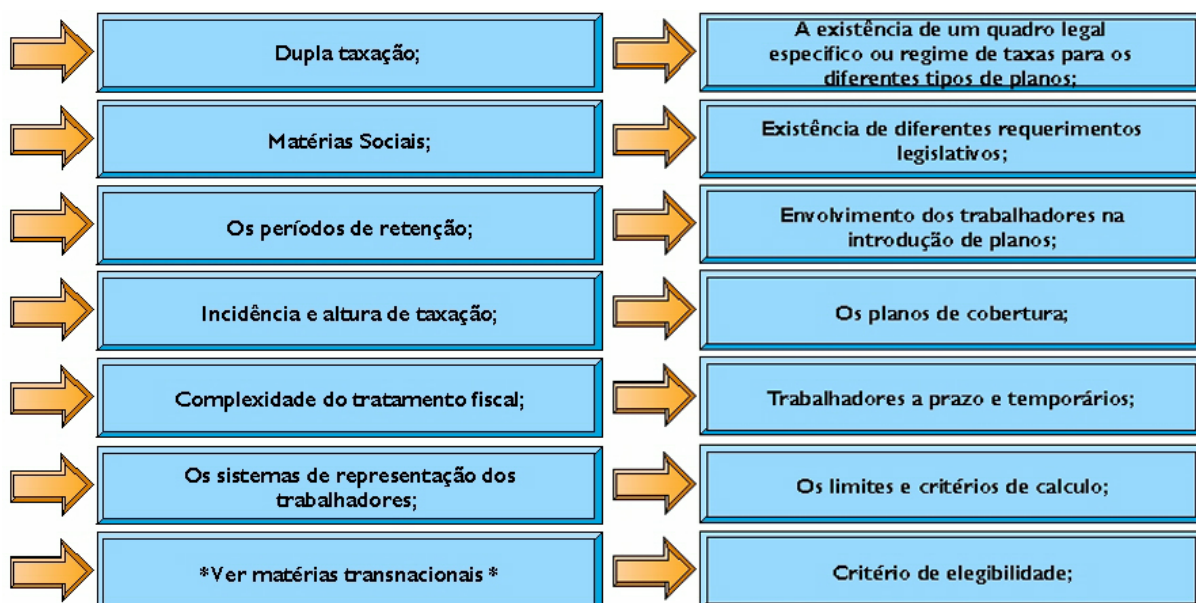 Dupla taxação;
Matérias Sociais;
Os períodos de retenção;
Incidência e altura de taxação;
Complexidade do tratamento fiscal;
Os sistemas de representação dos
trabalhadores;
*Ver matérias transnacionais *
A existência de um quadro legal
especifico ou regime de taxas para os
diferentes tipos de planos;
Existência de diferentes requerimentos
legislativos;
Envolvimento dos trabalhadores na
introdução de planos;
Os planos de cobertura;
Trabalhadores a prazo e temporários;
Os limites e critérios de calculo;
Critério de elegibilidade;